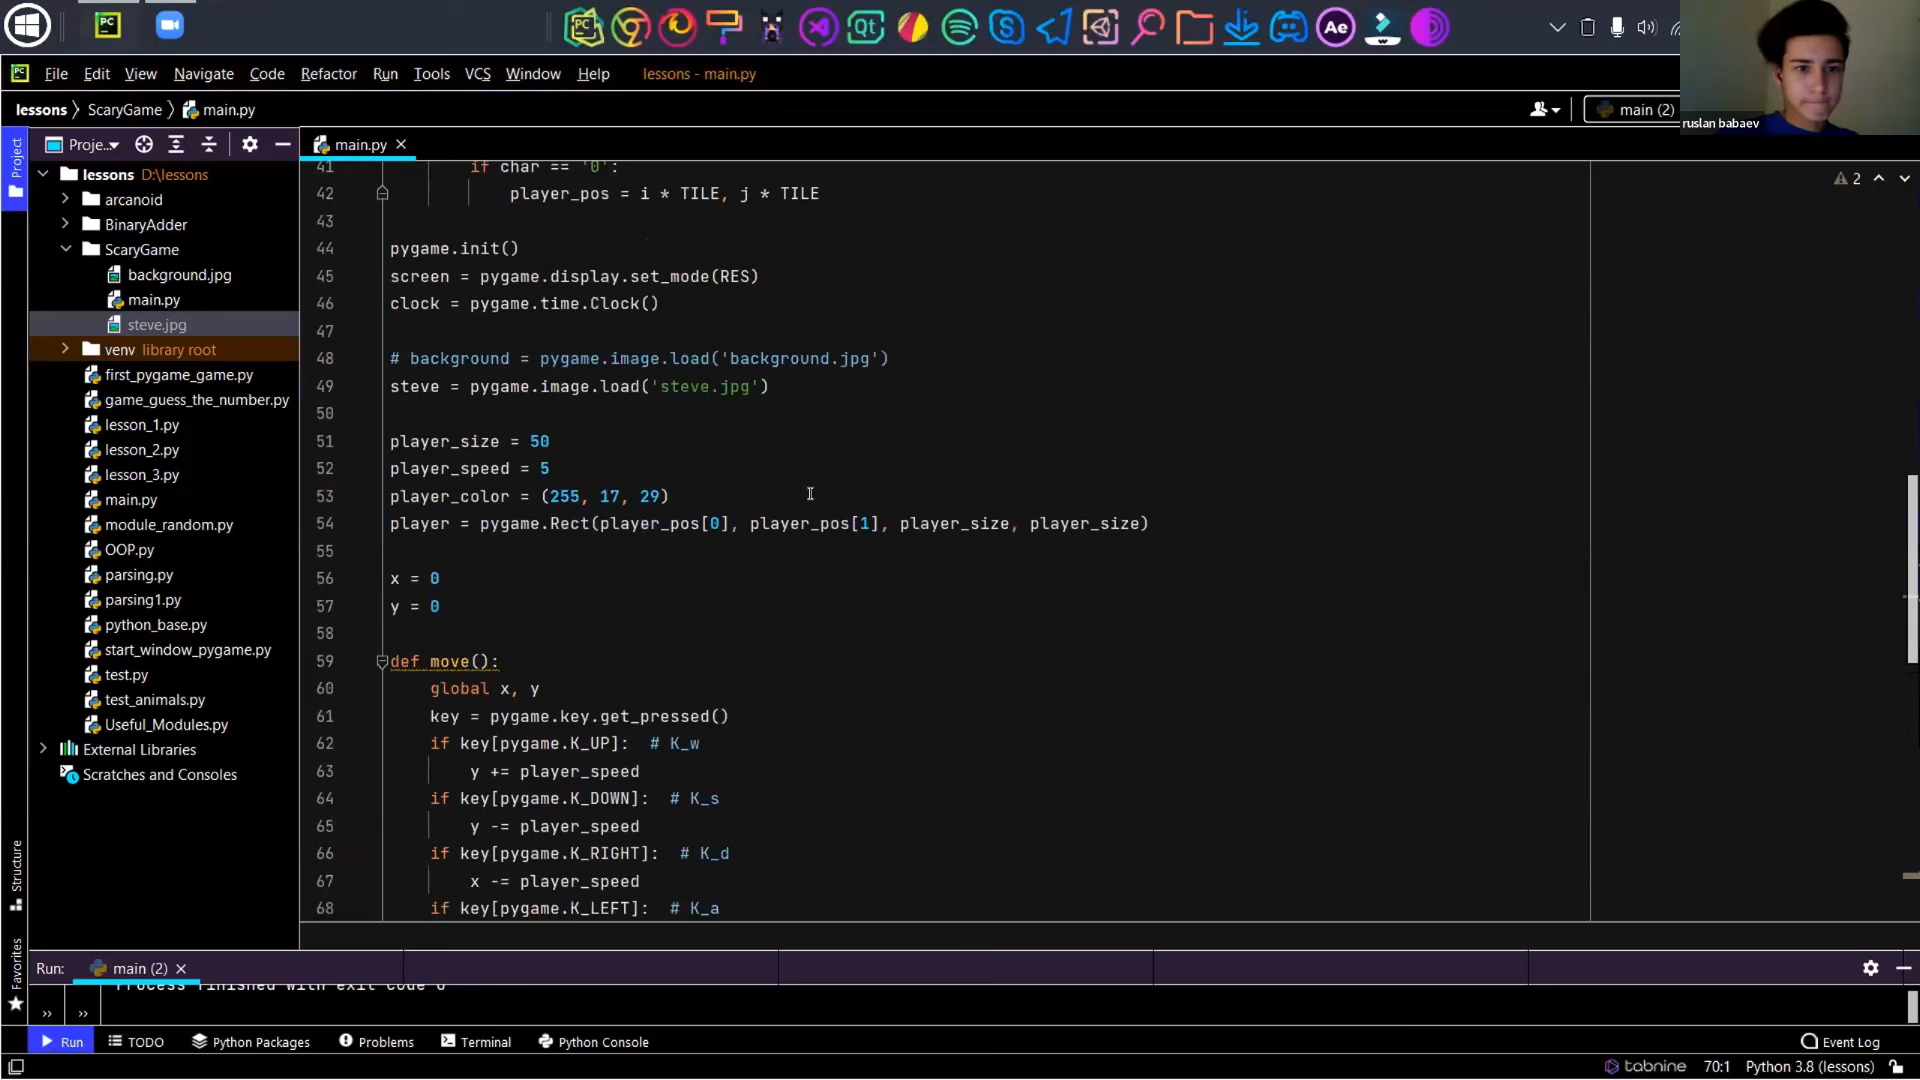 PC
Qt
Ae
PC File Edit View Navigate Code Refactor Run Tools VCS Window Help lessons - main.py
lessons ScaryGame main.py
main (2)
ruslan babaev
Project
Proje...
main.py
lessons D:\lessons
arcanoid
BinaryAdder
ScaryGame
background.jpg
main.py
steve.jpg
venv library root
first_pygame_game.py
game_guess_the_number.py
lesson_1.py
lesson_2.py
lesson_3.py
main.py
module_random.py
OOP.py
parsing.py
parsing1.py
python_base.py
start_window_pygame.py
test.py
test_animals.py
Useful_Modules.py
External Libraries
Scratches and Consoles
Structure
Favorites
2
41 if char == '0':
42 player_pos = i * TILE, j * TILE
43
44 pygame.init()
45 screen = pygame.display.set_mode(RES)
46 clock = pygame.time.Clock()
47
48 # background = pygame.image.load('background.jpg')
49 steve = pygame.image.load('steve.jpg')
50
51 player_size = 50
52 player_speed = 5
53 player_color = (255, 17, 29)
54 player = pygame.Rect(player_pos[0], player_pos[1], player_size, player_size)
55
56 x = 0
57 y = 0
58
59 def move():
60 global x, y
61 key = pygame.key.get_pressed()
62 if key[pygame.K_UP]: # K_w
63 y += player_speed
64 if key[pygame.K_DOWN]: # K_s
65 y -= player_speed
66 if key[pygame.K_RIGHT]: # K_d
67 x -= player_speed
68 if key[pygame.K_LEFT]: # K_a
Run: main (2)
Process finished with exit code 0
Run TODO Python Packages Problems Terminal Python Console Event Log
tabnine 70:1 Python 3.8 (lessons)